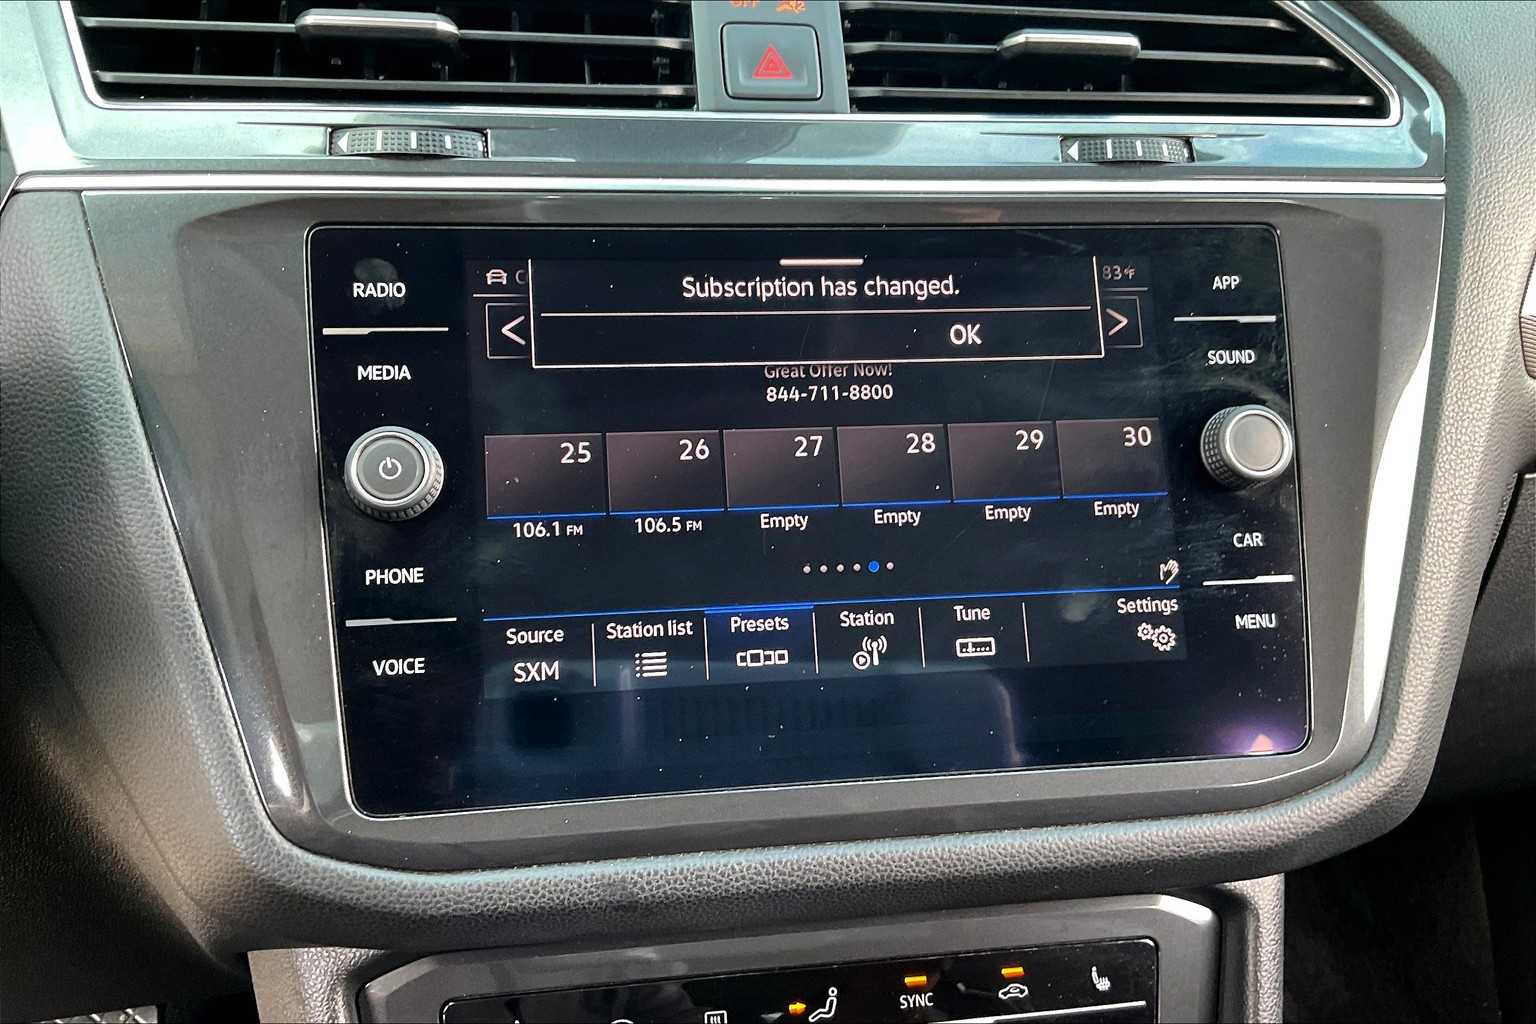 OFF
RADIO
MEDIA
PHONE
VOICE
Subscription has changed.
OK
83°F
Great Offer Now!
844-711-8800
25 26 27 28 29 30
106.1 FM 106.5 FM Empty Empty Empty Empty
Source Station list Presets Station Tune Settings
SXM
APP
SOUND
CAR
MENU
SYNC